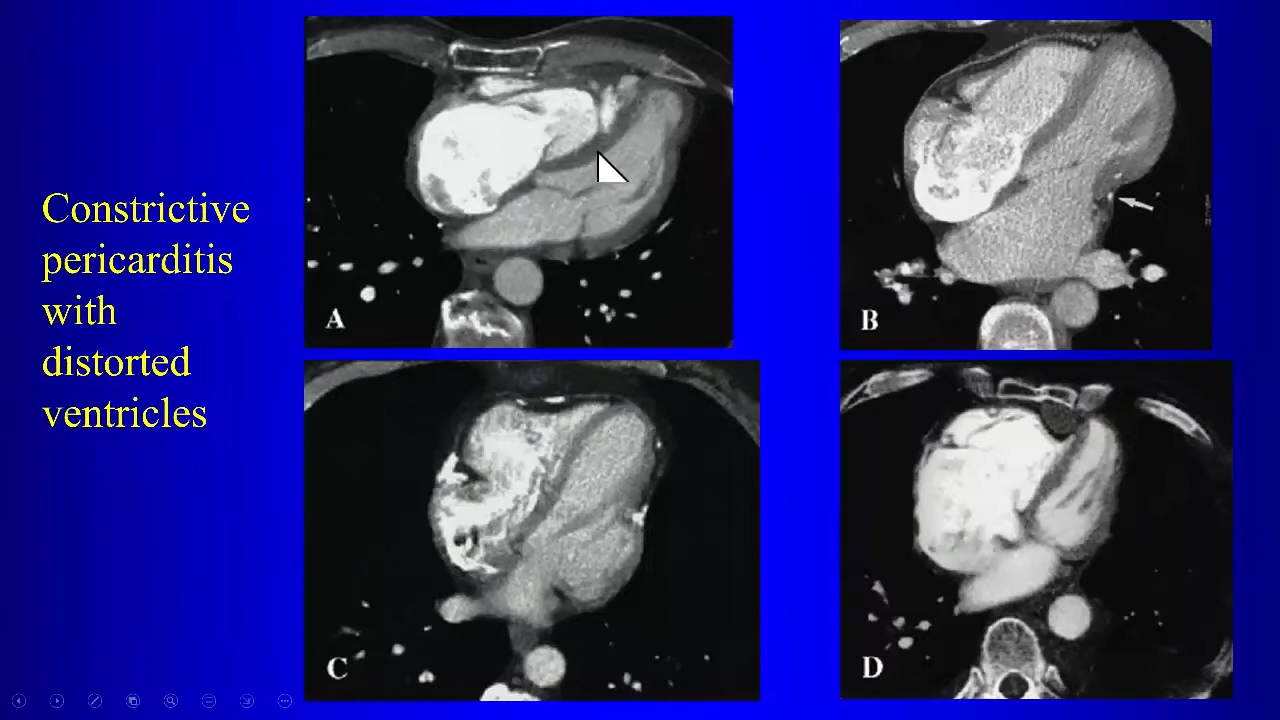 Constrictive
pericarditis
with
distorted
ventricles
A
B
C
D